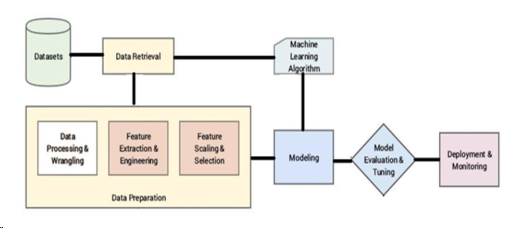 Datasets
Data Retrieval
Machine
Learning
Algorithm
Data
Processing &
Wrangling
Feature
Extraction &
Engineering
Feature
Scaling &
Selection
Data Preparation
Modeling
Model
Evaluation &
Tuning
Deployment &
Monitoring